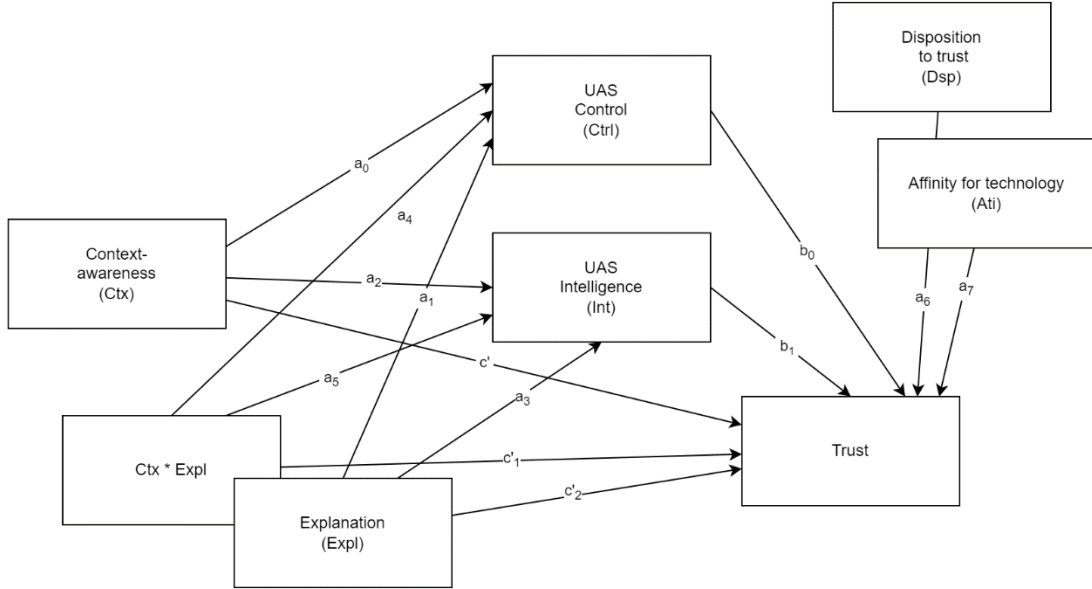 Disposition
to trust
(Dsp)
UAS
Control
(Ctrl)
Affinity for technology
(Ati)
a0
a4
Context-
awareness
(Ctx)
b0
UAS
Intelligence
(Int)
a2
a1
a6
a7
b1
c'
a5
a3
Ctx * Expl
c'1
Trust
c'2
Explanation
(Expl)